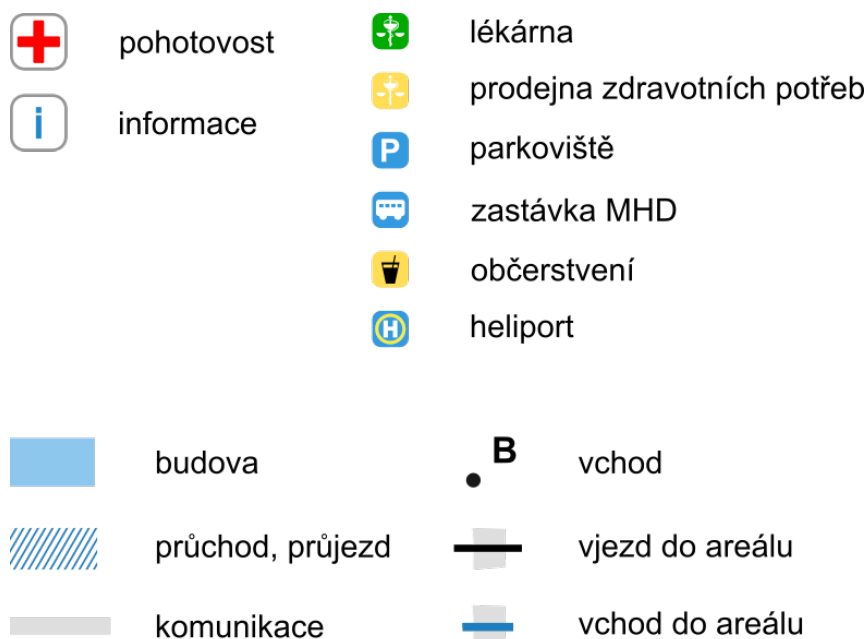 pohotovost
i informace
lékárna
prodejna zdravotních potřeb
P parkoviště
zastávka MHD
občerstvení
H heliport
budova
B vchod
průchod, průjezd
vjezd do areálu
komunikace
vchod do areálu